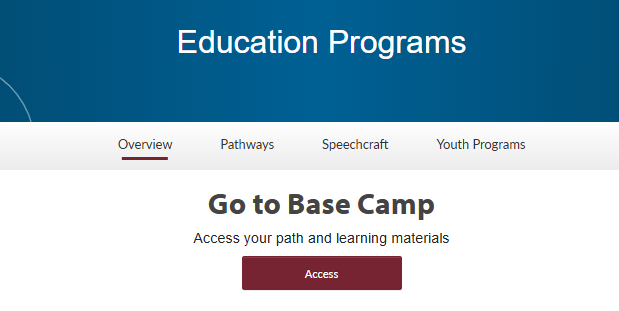 Education Programs
Overview Pathways Speechcraft Youth Programs
Go to Base Camp
Access your path and learning materials
Access